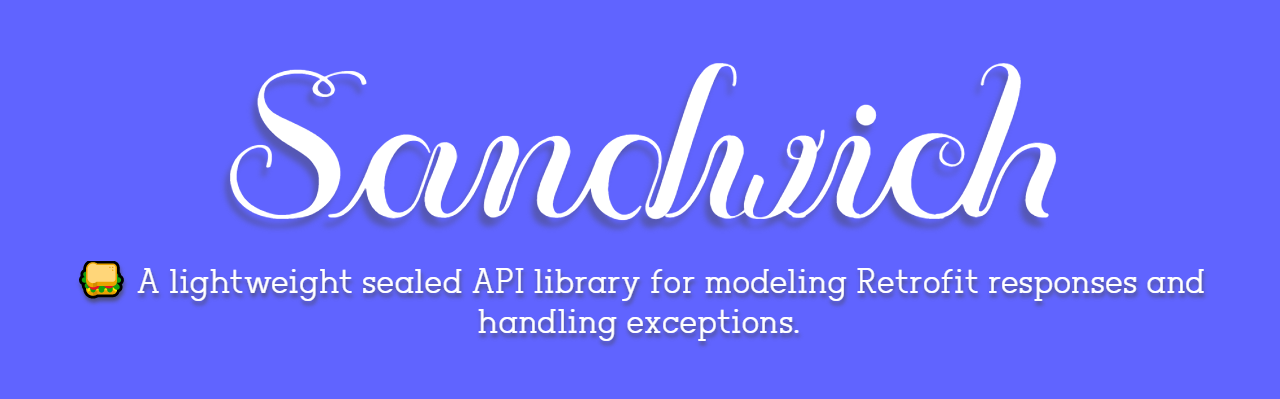 Sandwich
A lightweight sealed API library for modeling Retrofit responses and
handling exceptions.